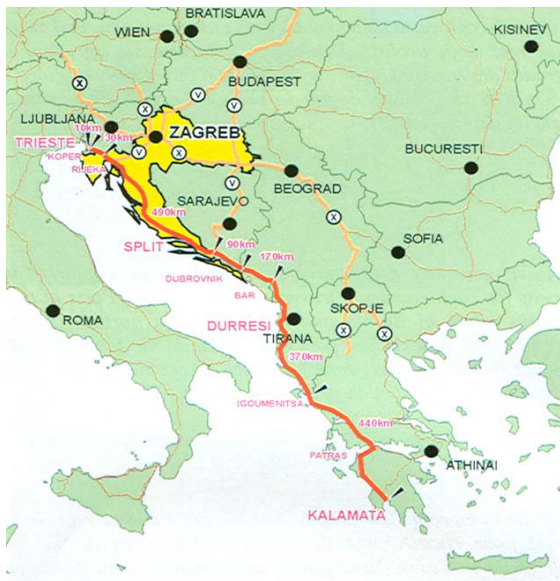 BRATISLAVA
WIEN
KISINEV
BUDAPEST
X
V
X
V
LJUBLJANA
10km
30km
ZAGREB
TRIESTE
KOPER
V
X
RIJEKA
BUCURESTI
BEOGRAD
V
SARAJEVO
490km
X
SPLIT
90km
SOFIA
170km
DUBROVNIK
BAR
SKOPJE
ROMA
DURRESI
TIRANA
X
X
370km
IGOUMENITSA
440km
PATRAS
ATHINAI
KALAMATA